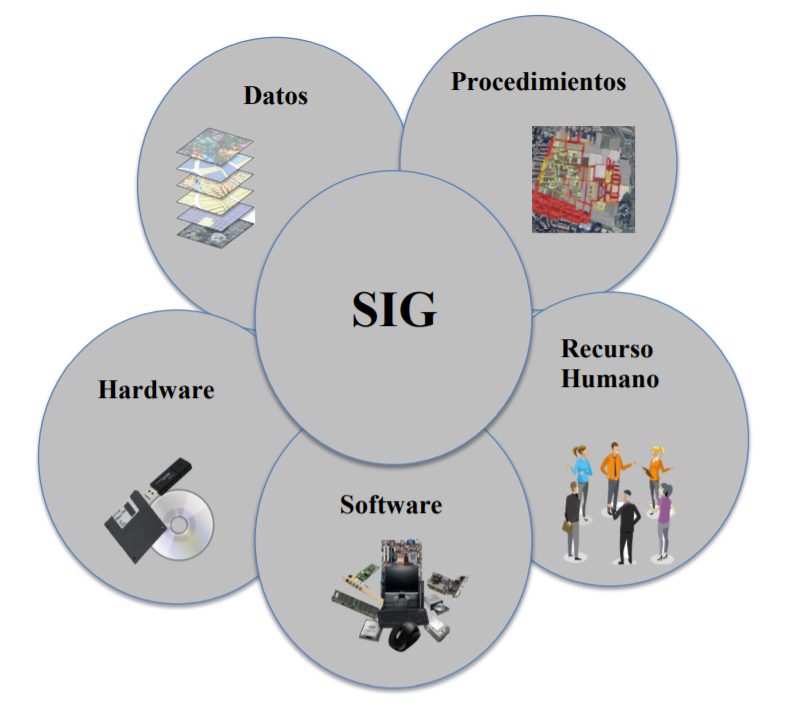 Datos
Procedimientos
SIG
Recurso
Humano
Hardware
Software